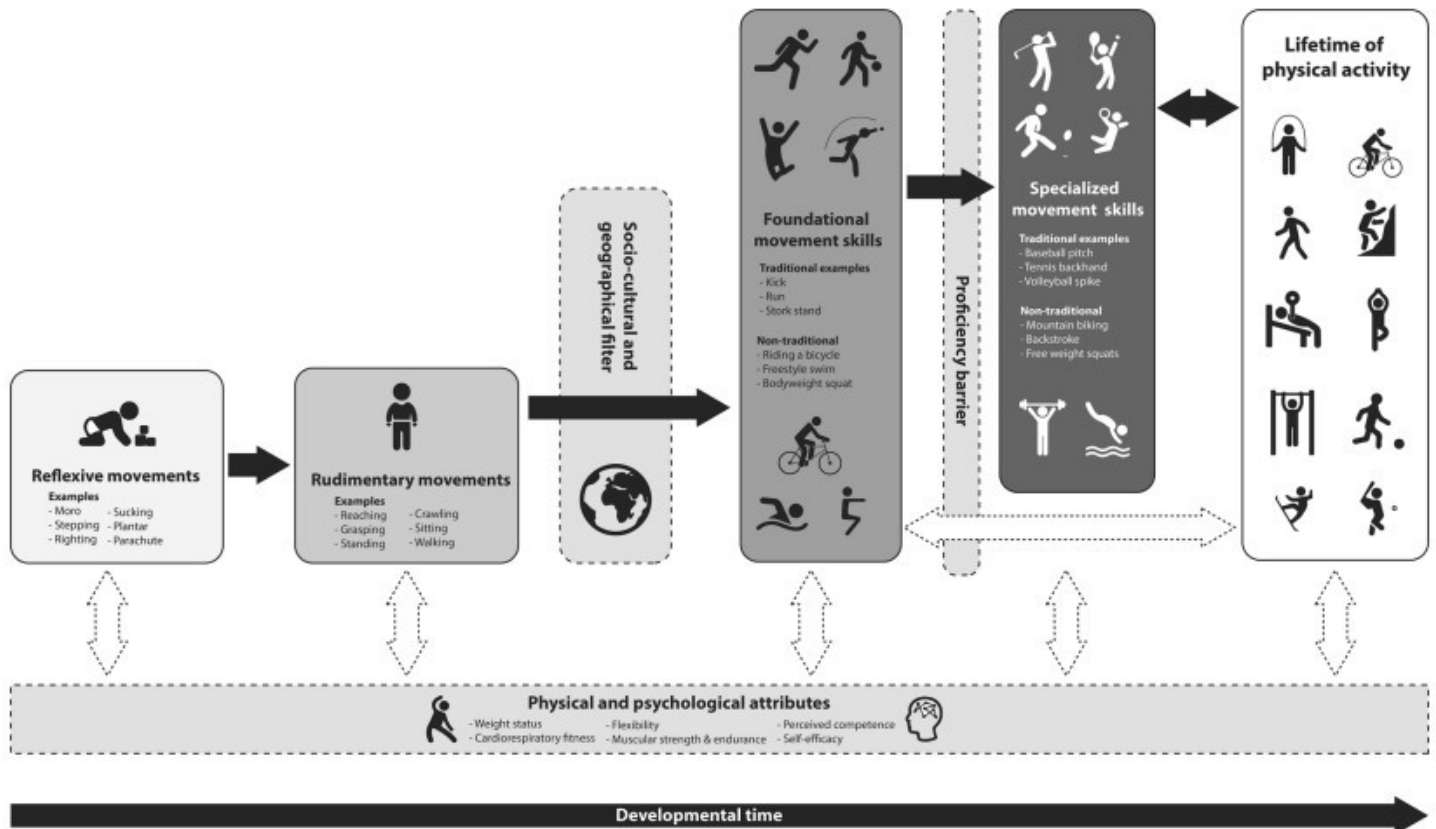 Reflexive movements
Examples
- Moro
- Stepping
- Righting
- Sucking
- Plantar
- Parachute
Rudimentary movements
Examples
- Reaching
- Grasping
- Standing
- Crawling
- Sitting
- Walking
Socio-cultural and
geographical filter
Foundational
movement skills
Traditional examples
- Kick
- Run
- Stork stand
Non-traditional
- Riding a bicycle
- Freestyle swim
- Bodyweight squat
Proficiency barrier
Specialized
movement skills
Traditional examples
- Baseball pitch
- Tennis backhand
- Volleyball spike
Non-traditional
- Mountain biking
- Backstroke
- Free weight squats
Lifetime of
physical activity
Physical and psychological attributes
- Weight status
- Cardiorespiratory fitness
- Flexibility
- Muscular strength & endurance
- Perceived competence
- Self-efficacy
Developmental time